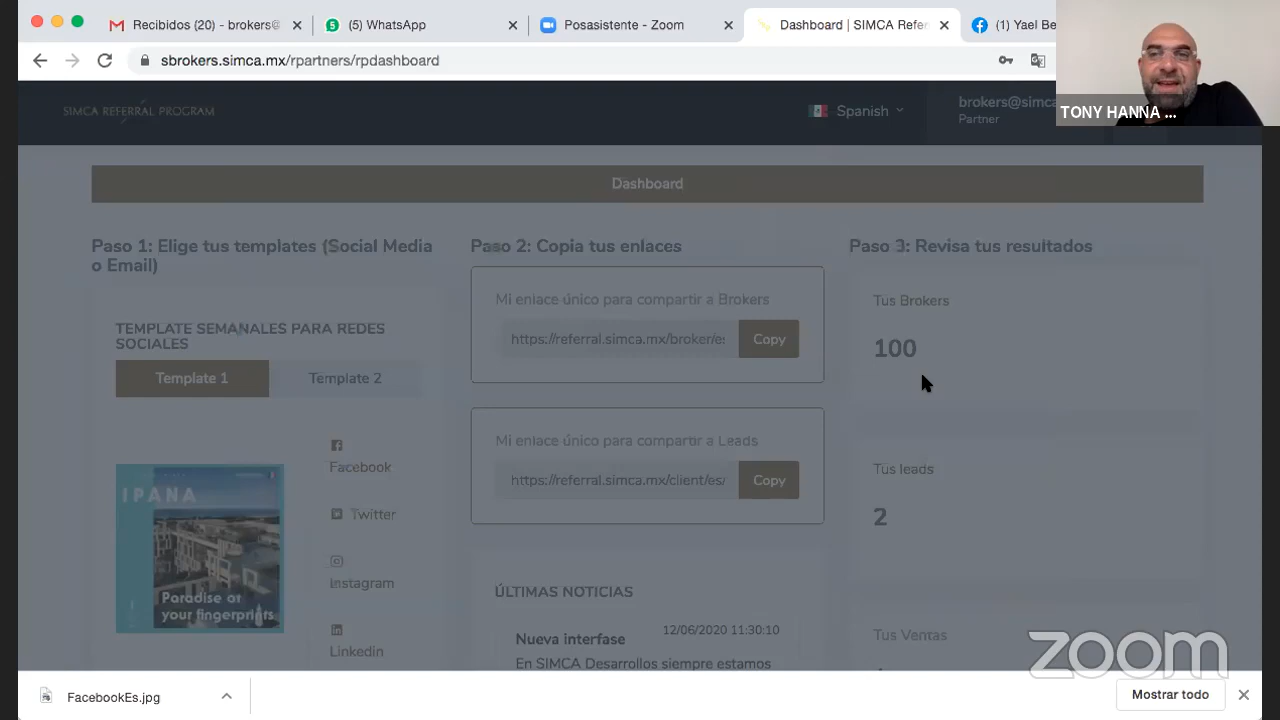 Recibidos (20) - brokers@
(5) WhatsApp
Posasistente - Zoom
Dashboard | SIMCA Refer
(1) Yael Be
sbrokers.simca.mx/rpartners/rpdashboard
TONY HANNA ...
SIMCA REFERRAL PROGRAM
Spanish
brokers@simca
Partner
Dashboard
Paso 1: Elige tus templates (Social Media
o Email)
TEMPLATE SEMANALES PARA REDES
SOCIALES
Template 1
Template 2
IPANA
Paradise at
your fingerprints
Facebook
Twitter
Instagram
Linkedin
Paso 2: Copia tus enlaces
Mi enlace único para compartir a Brokers
https://referral.simca.mx/broker/es
Copy
Mi enlace único para compartir a Leads
https://referral.simca.mx/client/es/
Copy
ÚLTIMAS NOTICIAS
Nueva interfase
12/06/2020 11:30:10
En SIMCA Desarrollos siempre estamos
Paso 3: Revisa tus resultados
Tus Brokers
100
Tus leads
2
Tus Ventas
zoom
FacebookEs.jpg
Mostrar todo